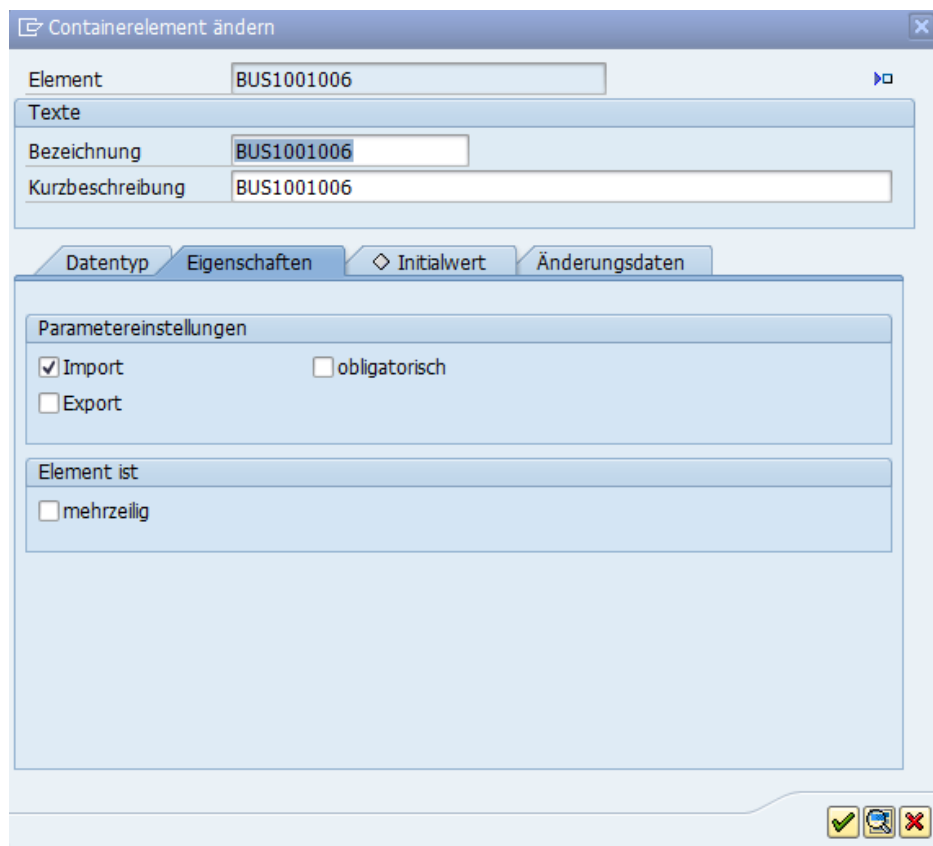 Containerelement ändern
Element BUS1001006
Texte
Bezeichnung BUS1001006
Kurzbeschreibung BUS1001006
Datentyp Eigenschaften Initialwert Änderungsdaten
Parametereinstellungen
Import obligatorisch
Export
Element ist
mehrzeilig